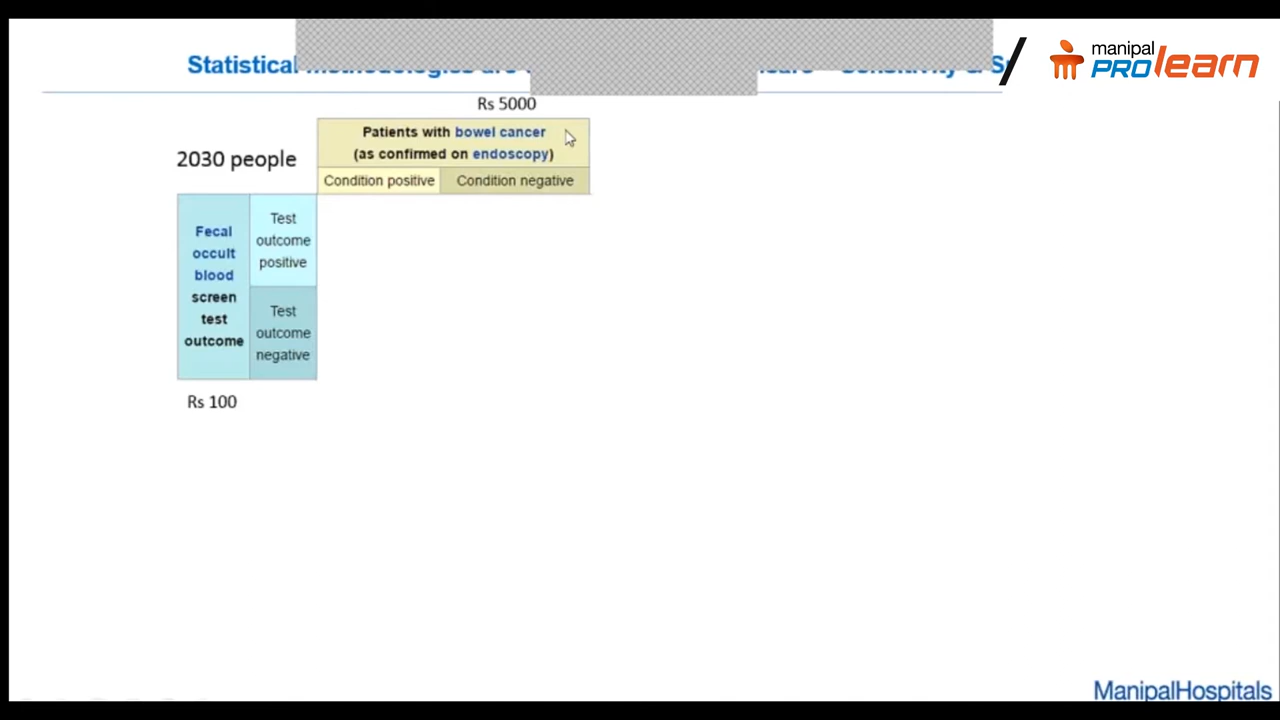 Statistical
manipal
PROlearn
Rs 5000
Patients with bowel cancer
(as confirmed on endoscopy)
2030 people
Condition positive Condition negative
Fecal
occult
blood
screen
test
outcome
Test
outcome
positive
Test
outcome
negative
Rs 100
ManipalHospitals